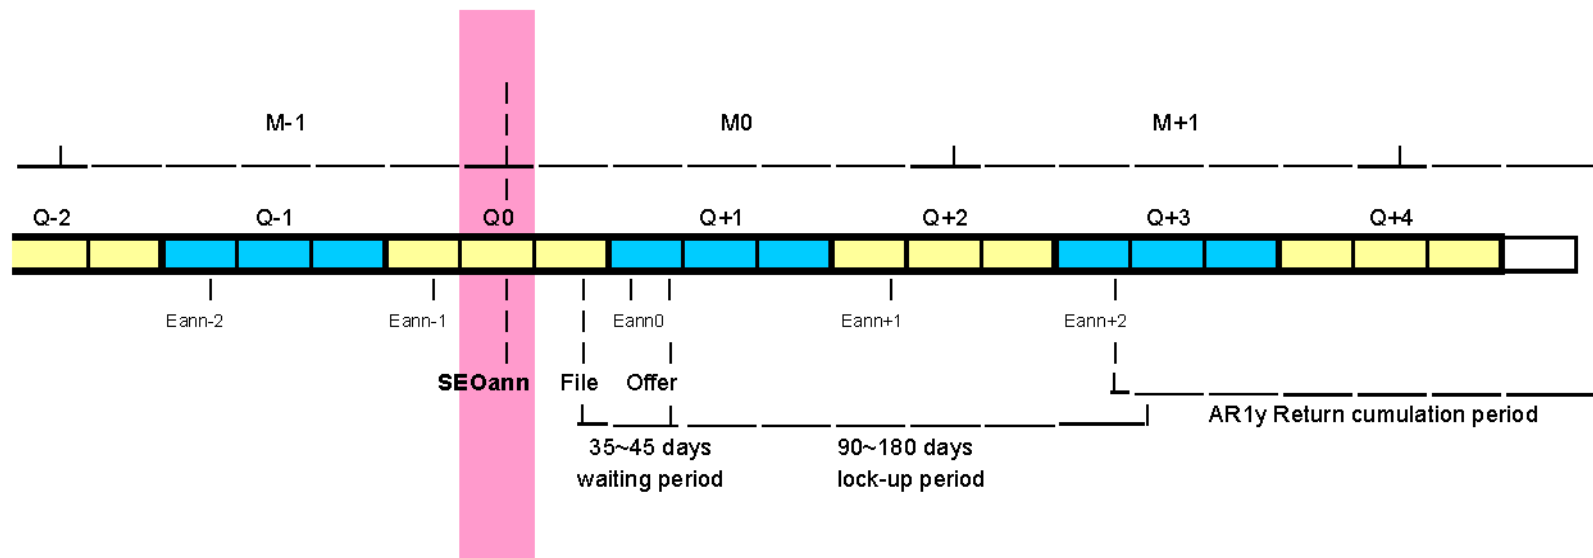 M-1 M0 M+1
Q-2 Q-1 Q0 Q+1 Q+2 Q+3 Q+4
Eann-2 Eann-1 Eann0 Eann+1 Eann+2
SEOann File Offer
AR1y Return cumulation period
35~45 days 90~180 days
waiting period lock-up period